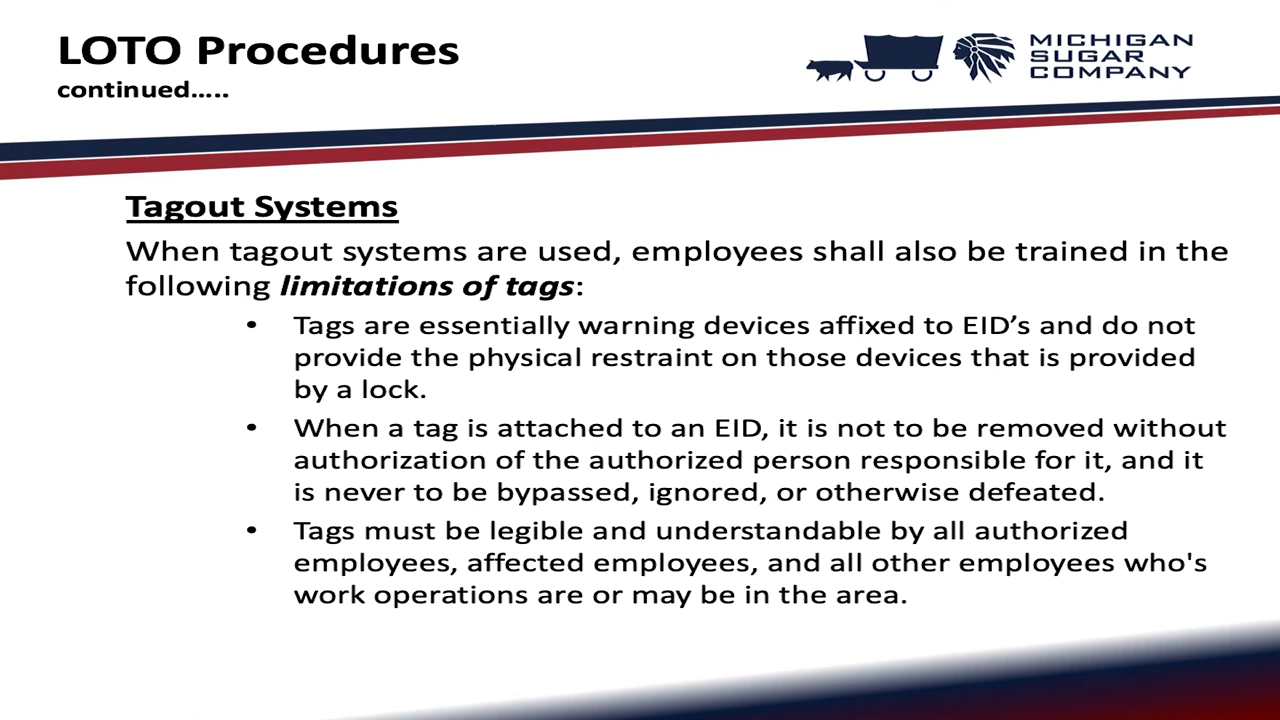 LOTO Procedures
continued…..
MICHIGAN
SUGAR
COMPANY
Tagout Systems
When tagout systems are used, employees shall also be trained in the
following limitations of tags:
• Tags are essentially warning devices affixed to EID’s and do not
provide the physical restraint on those devices that is provided
by a lock.
• When a tag is attached to an EID, it is not to be removed without
authorization of the authorized person responsible for it, and it
is never to be bypassed, ignored, or otherwise defeated.
• Tags must be legible and understandable by all authorized
employees, affected employees, and all other employees who's
work operations are or may be in the area.